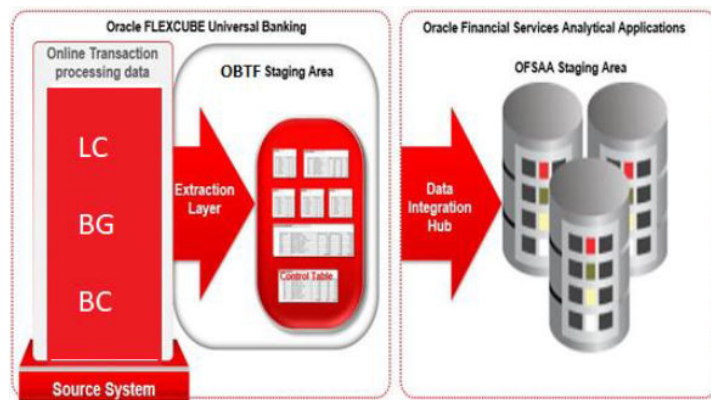 Oracle FLEXCUBE Universal Banking
Online Transaction
processing data
LC
BG
BC
Source System
Extraction
Layer
OBTF Staging Area
Control Table
Oracle Financial Services Analytical Applications
OFSAA Staging Area
Data
Integration
Hub